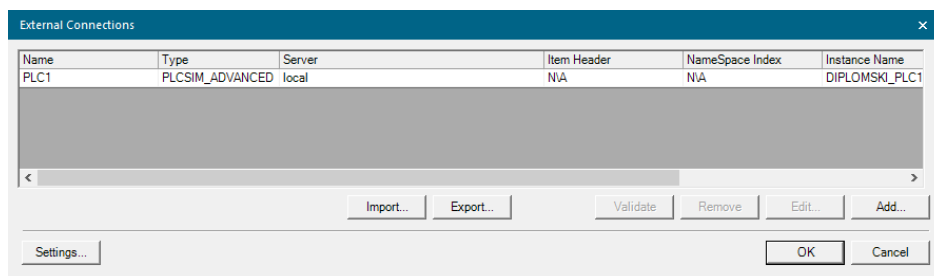 External Connections
Name Type Server Item Header NameSpace Index Instance Name
PLC1 PLCSIM_ADVANCED local N\A N\A DIPLOMSKI_PLC1
Import... Export... Validate Remove Edit... Add...
Settings... OK Cancel